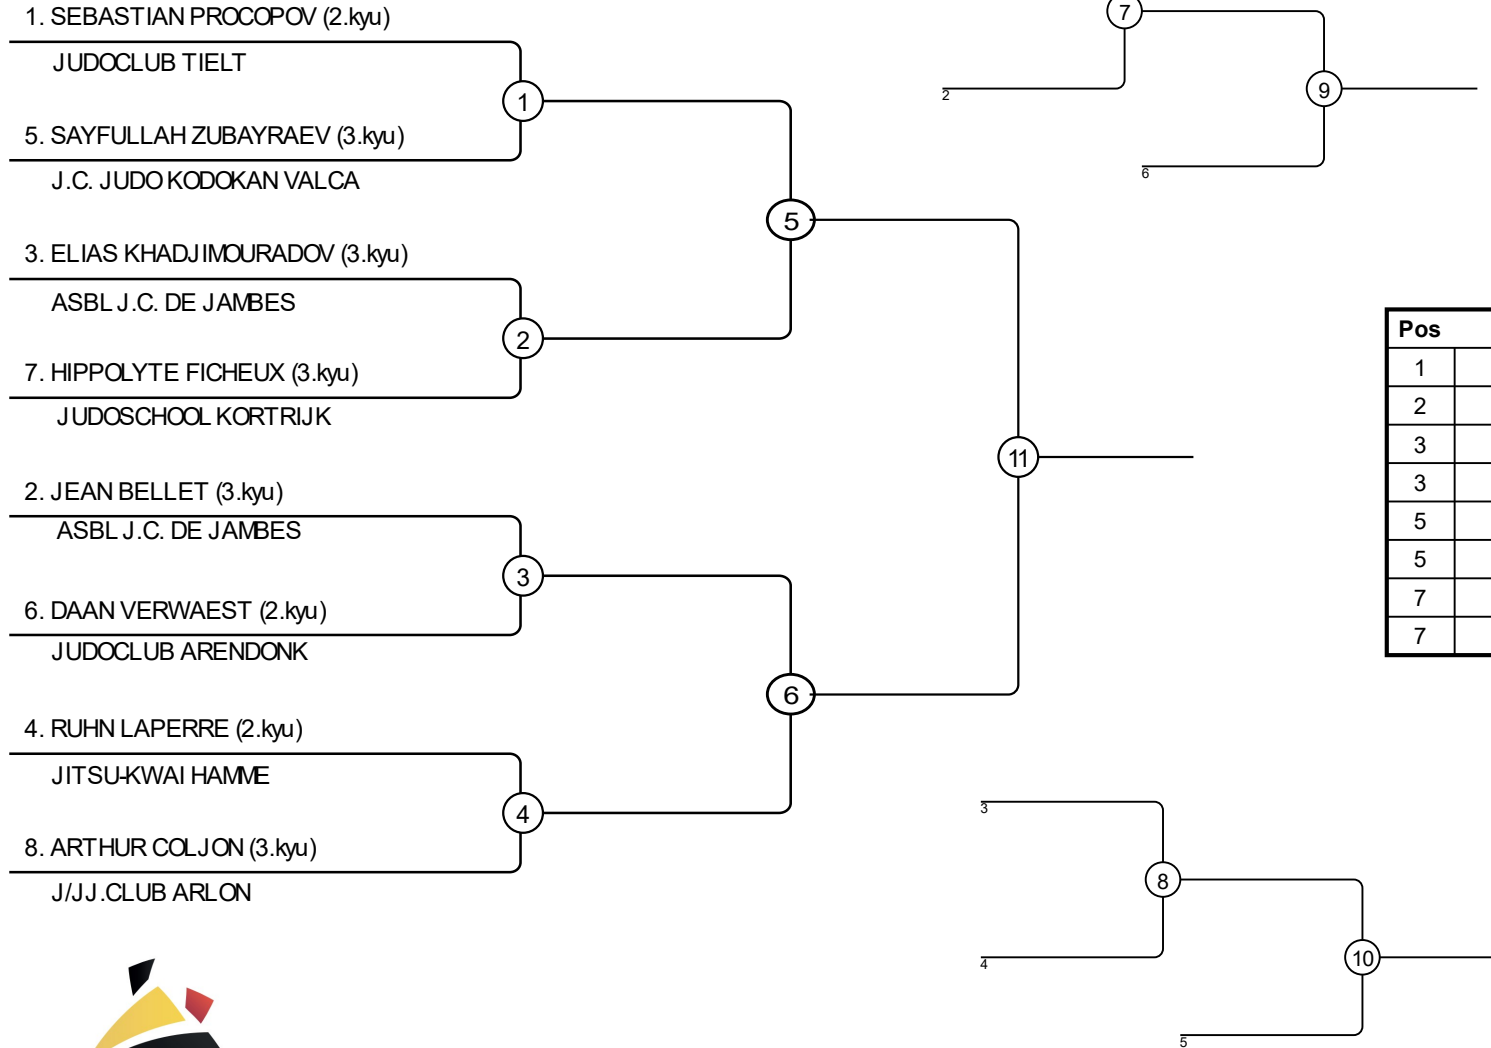 1. SEBASTIAN PROCOPOV (2.kyu)
JUDOCLUB TIELT
1
5. SAYFULLAH ZUBAYRAEV (3.kyu)
J.C. JUDO KODOKAN VALCA
5
3. ELIAS KHADJIMOURADOV (3.kyu)
ASBL J.C. DE JAMBES
2
7. HIPPOLYTE FICHEUX (3.kyu)
JUDOSCHOOL KORTRIJK
11
2. JEAN BELLET (3.kyu)
ASBL J.C. DE JAMBES
3
6. DAAN VERWAEST (2.kyu)
JUDOCLUB ARENDONK
6
4. RUHN LAPERRE (2.kyu)
JITSU-KWAI HAMME
4
8. ARTHUR COLJON (3.kyu)
J/JJ.CLUB ARLON
7
2
9
6
Pos
1
2
3
3
5
5
7
7
3
8
4
10
5